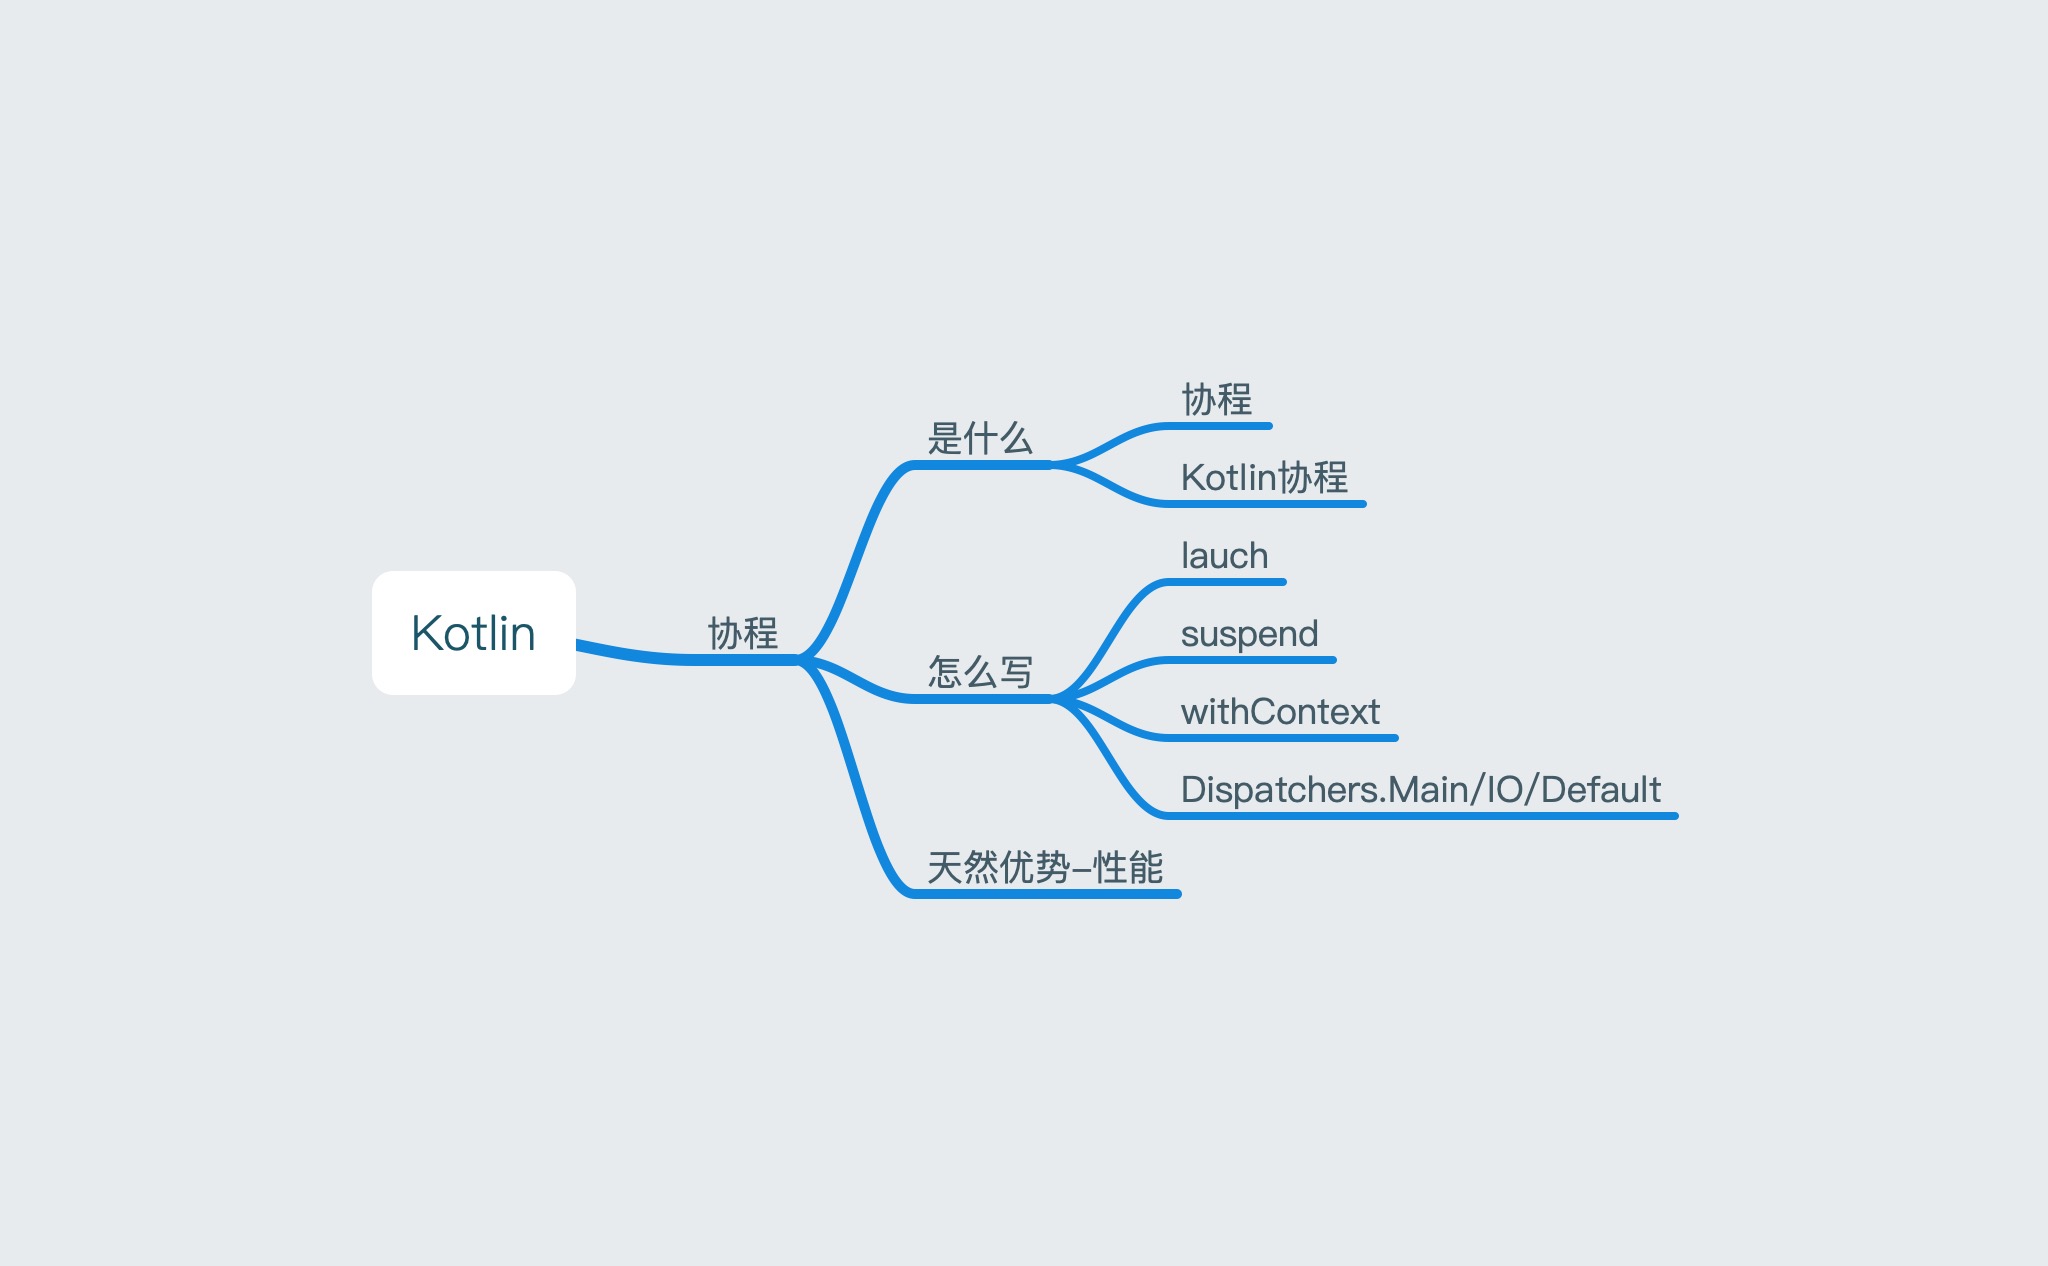 Kotlin
协程
是什么
协程
Kotlin协程
怎么写
lauch
suspend
withContext
Dispatchers.Main/IO/Default
天然优势–性能